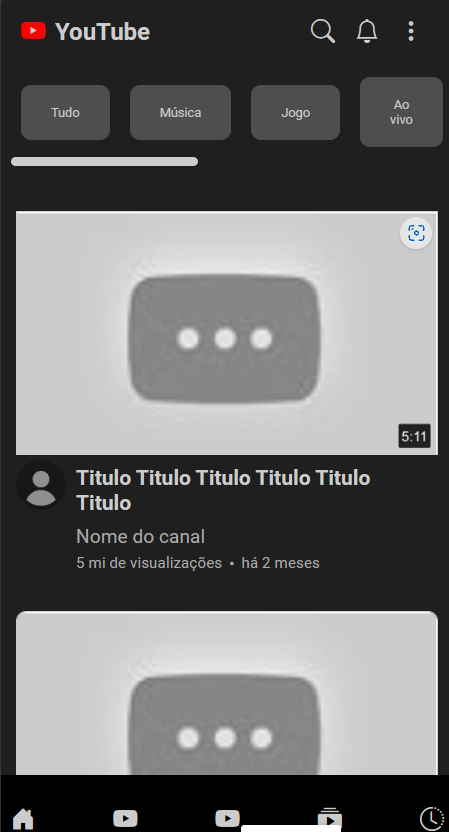 YouTube
Tudo
Música
Jogo
Ao
vivo
5:11
Titulo Titulo Titulo Titulo Titulo
Titulo
Nome do canal
5 mi de visualizações • há 2 meses